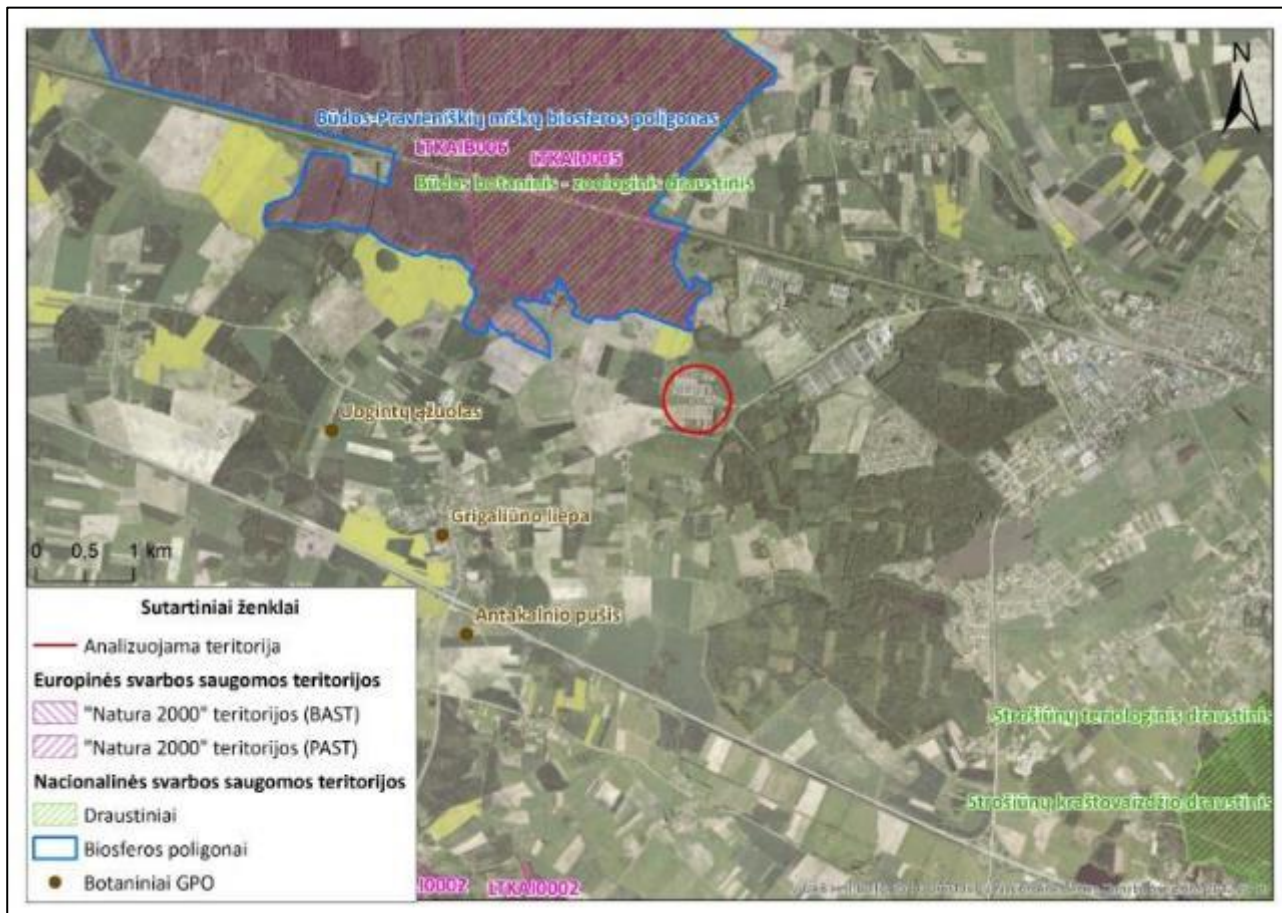 N
Būdos-Pravieniškių miškų biosferos poligonas
LTKAIB006
LTKAI0005
Būdos botaninis - zoologinis draustinis
Uogintų ąžuolas
Grigaliūno liepa
0 0,5 1 km
Antakalnio pušis
Sutartiniai ženklai
Analizuojama teritorija
Europinės svarbos saugomos teritorijos
"Natura 2000" teritorijos (BAST)
"Natura 2000" teritorijos (PAST)
Nacionalinės svarbos saugomos teritorijos
Draustiniai
Biosferos poligonai
Botaniniai GPO
Strošiūnų teriologinis draustinis
Strošiūnų kraštovaizdžio draustinis
I0002 LTKAI0002